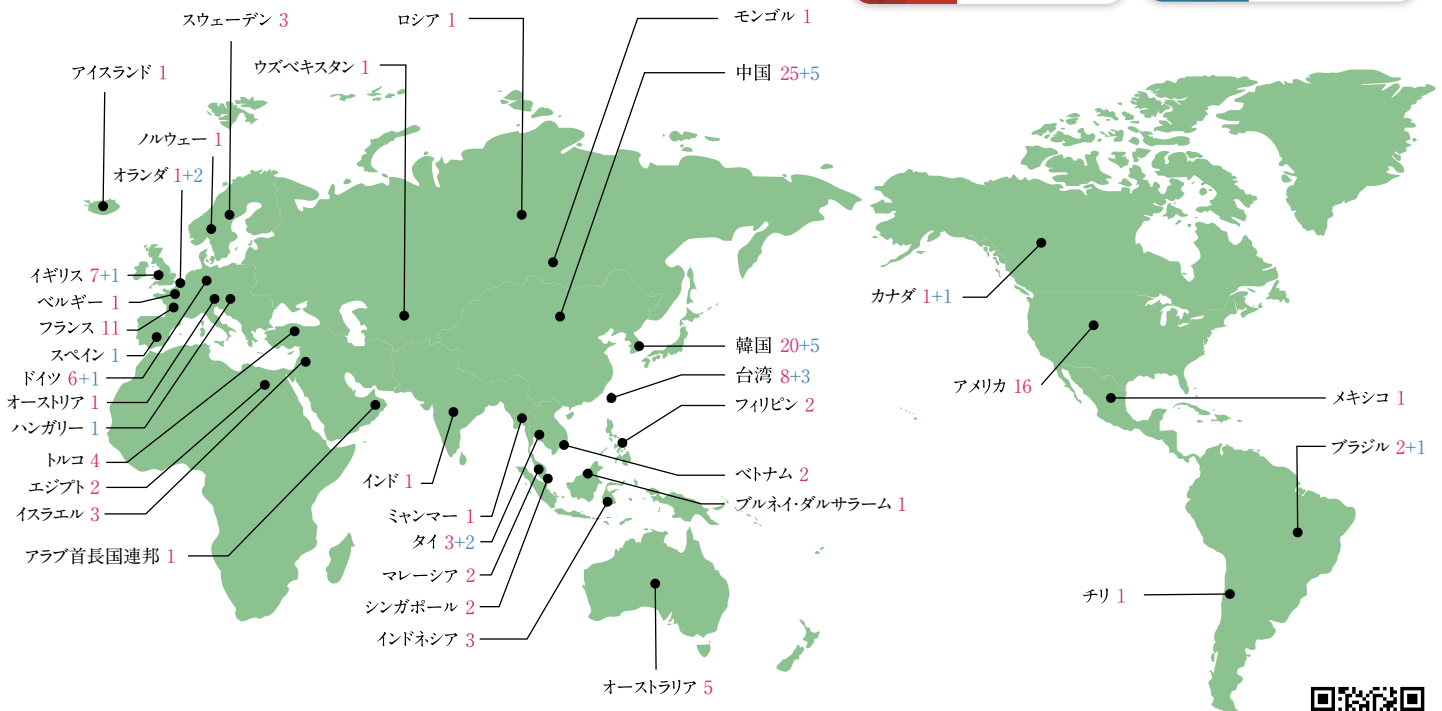 スウェーデン 3
ロシア 1
モンゴル 1
アイスランド 1
ウズベキスタン 1
中国 25+5
ノルウェー 1
オランダ 1+2
イギリス 7+1
ベルギー 1
フランス 11
スペイン 1
ドイツ 6+1
オーストリア 1
ハンガリー 1
トルコ 4
エジプト 2
イスラエル 3
アラブ首長国連邦 1
インド 1
ミャンマー 1
タイ 3+2
マレーシア 2
シンガポール 2
インドネシア 3
オーストラリア 5
韓国 20+5
台湾 8+3
フィリピン 2
ベトナム 2
ブルネイ・ダルサラーム 1
カナダ 1+1
アメリカ 16
メキシコ 1
ブラジル 2+1
チリ 1